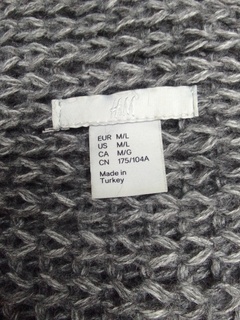 EUR M/L
US M/L
CA M/G
CN 175/104A
Made in
Turkey